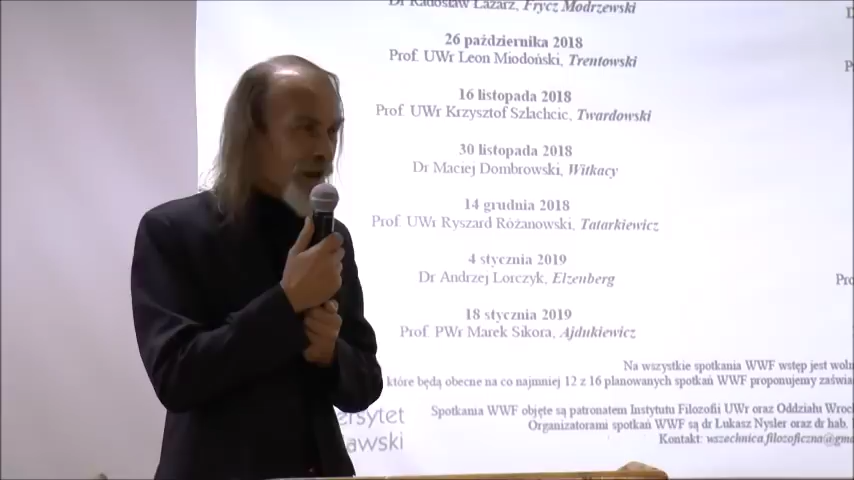 Dr Radosław Łazarz, Frycz Modrzewski
26 października 2018
Prof. UWr Leon Miodoński, Trentowski
16 listopada 2018
Prof. UWr Krzysztof Szlachcic, Twardowski
30 listopada 2018
Dr Maciej Dombrowski, Witkacy
14 grudnia 2018
Prof. UWr Ryszard Różanowski, Tatarkiewicz
4 stycznia 2019
Dr Andrzej Lorczyk, Elzenberg
18 stycznia 2019
Prof. PWr Marek Sikora, Ajdukiewicz
Na wszystkie spotkania WWF wstęp jest woln
które będą obecne na co najmniej 12 z 16 planowanych spotkań WWF proponujemy zaświa
Spotkania WWF objęte są patronatem Instytutu Filozofii UWr oraz Oddziału Wroc
Organizatorami spotkań WWF są dr Łukasz Nysler oraz dr hab.
Kontakt: wszechnica.filozoficzna@gma
ersytet
awski